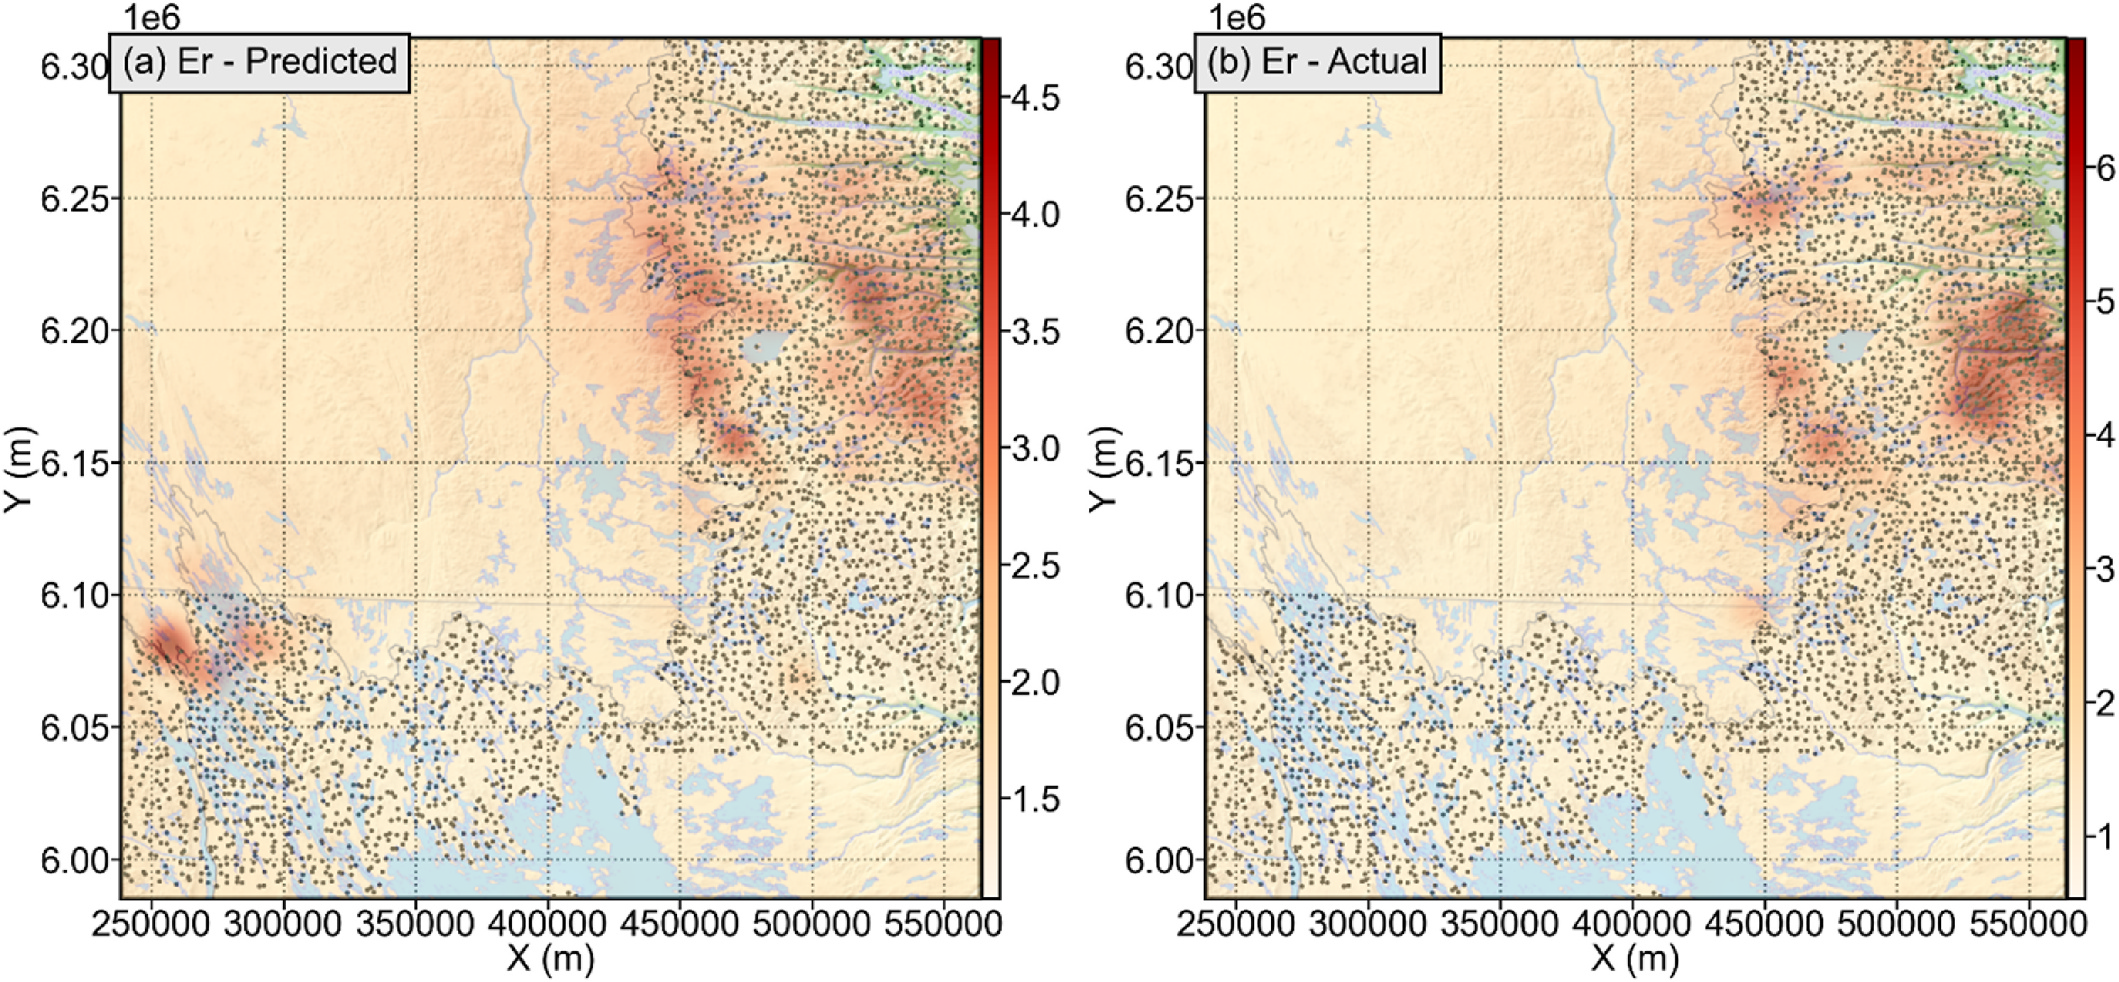 1e6
(a) Er - Predicted
6.30
6.25
6.20
6.15
6.10
6.05
6.00
Y (m)
250000 300000 350000 400000 450000 500000 550000
X (m)
4.5
4.0
3.5
3.0
2.5
2.0
1.5
1e6
(b) Er - Actual
6.30
6.25
6.20
6.15
6.10
6.05
6.00
Y (m)
250000 300000 350000 400000 450000 500000 550000
X (m)
6
5
4
3
2
1